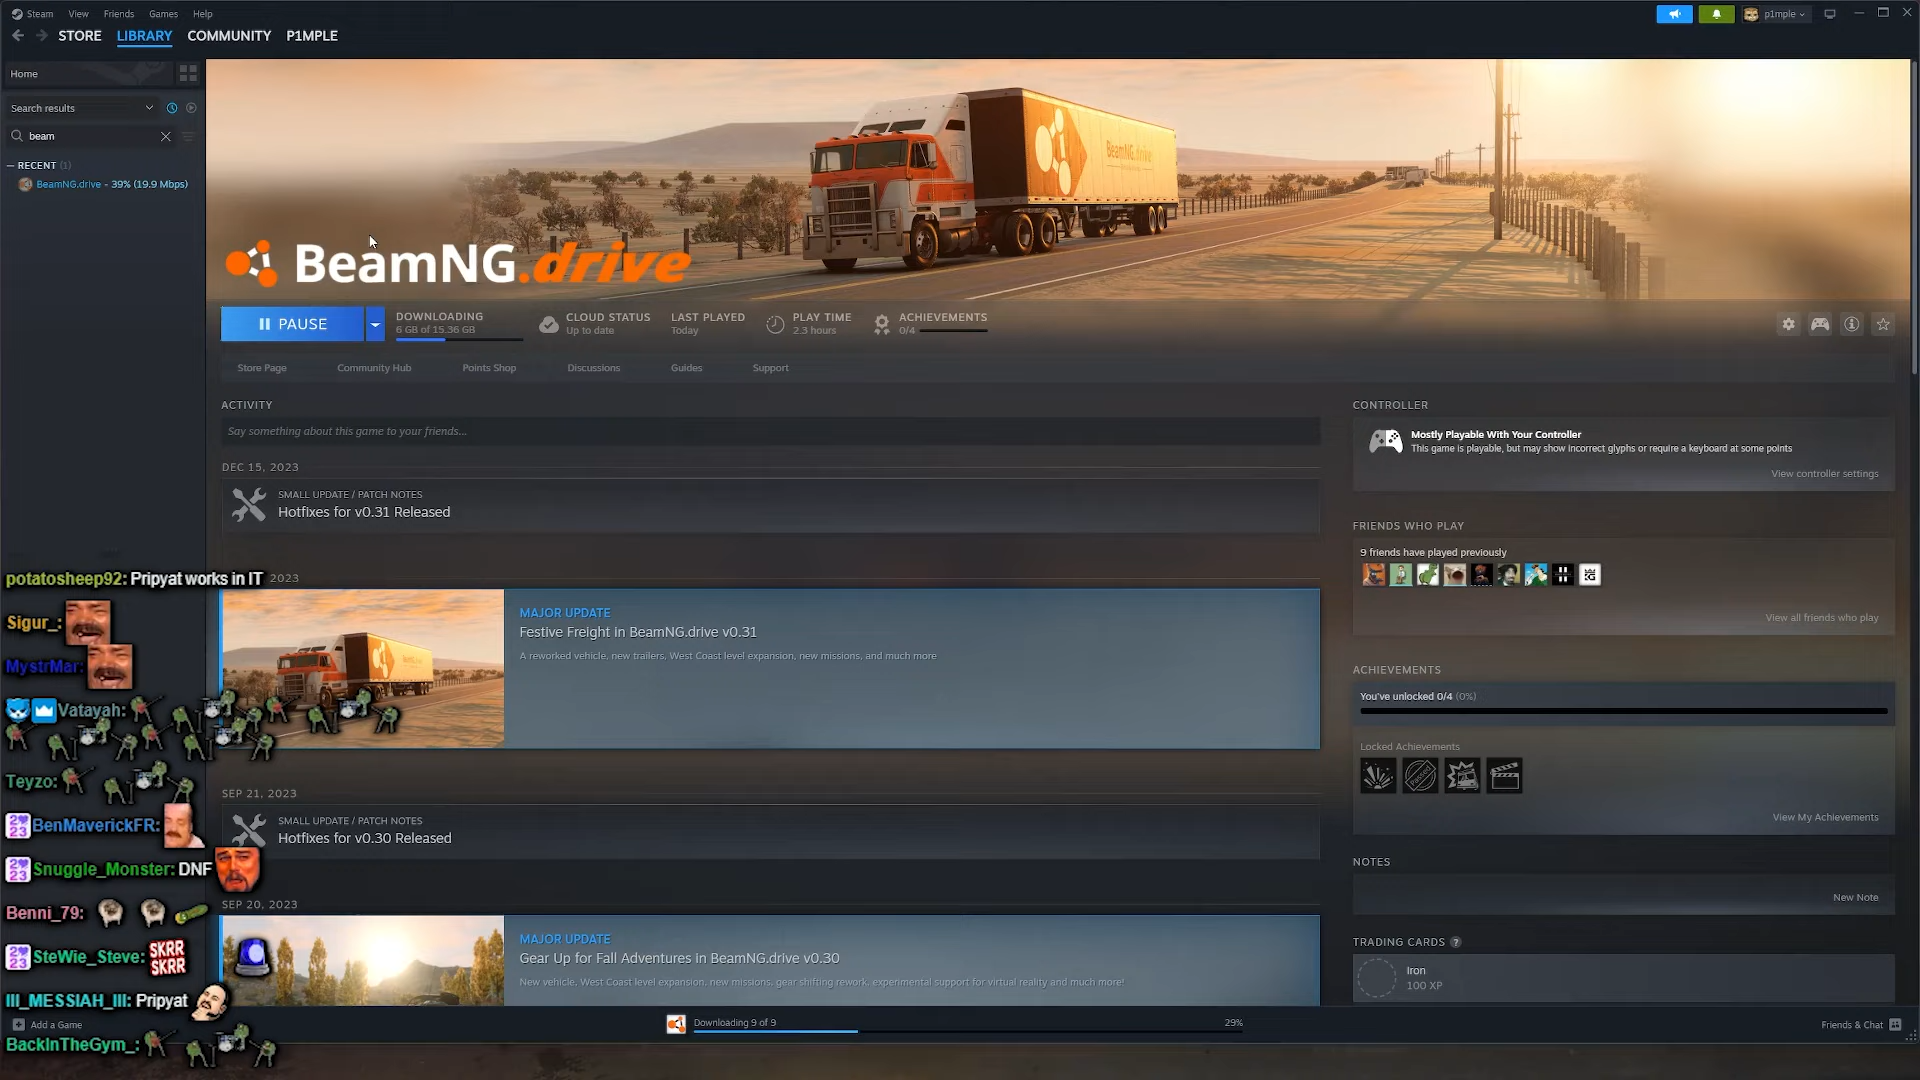 Steam View Friends Games Help
p1mple
STORE LIBRARY COMMUNITY P1MPLE
Home
Search results
beam
RECENT (1)
BeamNG.drive - 39% (19.9 Mbps)
BeamNG.drive
BeamNG.drive
PAUSE
DOWNLOADING
6 GB of 15.36 GB
CLOUD STATUS
Up to date
LAST PLAYED
Today
PLAY TIME
2.3 hours
ACHIEVEMENTS
0/4
Store Page Community Hub Points Shop Discussions Guides Support
ACTIVITY
Say something about this game to your friends...
DEC 15, 2023
SMALL UPDATE / PATCH NOTES
Hotfixes for v0.31 Released
2023
MAJOR UPDATE
Festive Freight in BeamNG.drive v0.31
A reworked vehicle, new trailers, West Coast level expansion, new missions, and much more
SEP 21, 2023
SMALL UPDATE / PATCH NOTES
Hotfixes for v0.30 Released
SEP 20, 2023
MAJOR UPDATE
Gear Up for Fall Adventures in BeamNG.drive v0.30
New vehicle, West Coast level expansion, new missions, gear shifting rework, experimental support for virtual reality and much more!
CONTROLLER
Mostly Playable With Your Controller
This game is playable, but may show incorrect glyphs or require a keyboard at some points
View controller settings
FRIENDS WHO PLAY
9 friends have played previously
View all friends who play
ACHIEVEMENTS
You've unlocked 0/4 (0%)
Locked Achievements
View My Achievements
NOTES
New Note
TRADING CARDS ?
Iron
100 XP
potatosheep92: Pripyat works in IT
Sigur_:
MystrMar:
Vatayah:
Teyzo:
BenMaverickFR:
Snuggle_Monster: DNF
Benni_79:
SteWie_Steve: SKRR SKRR
III_MESSIAH_III: Pripyat
Add a Game
BackInTheGym_:
Downloading 9 of 9
29%
Friends & Chat